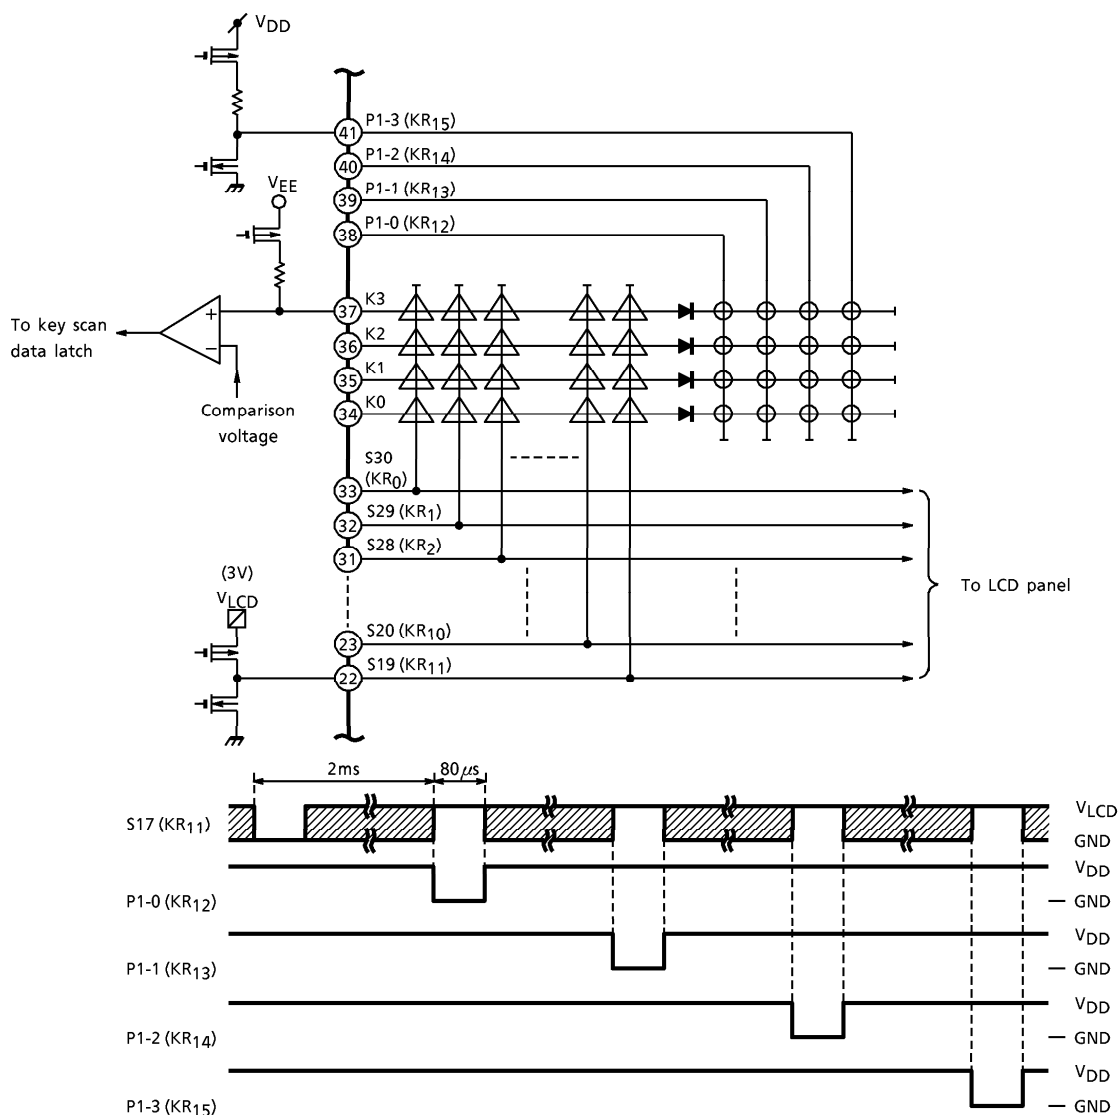 VDD
41 P1-3 (KR15)
40 P1-2 (KR14)
39 P1-1 (KR13)
38 P1-0 (KR12)
VEE
37 K3
36 K2
35 K1
34 K0
+
−
To key scan
data latch
Comparison
voltage
S30
33 (KR0)
32 S29 (KR1)
31 S28 (KR2)
(3V)
VLCD
To LCD panel
23 S20 (KR10)
22 S19 (KR11)
2ms
80μs
S17 (KR11)
VLCD
GND
VDD
P1-0 (KR12)
GND
VDD
P1-1 (KR13)
GND
VDD
P1-2 (KR14)
GND
VDD
P1-3 (KR15)
GND